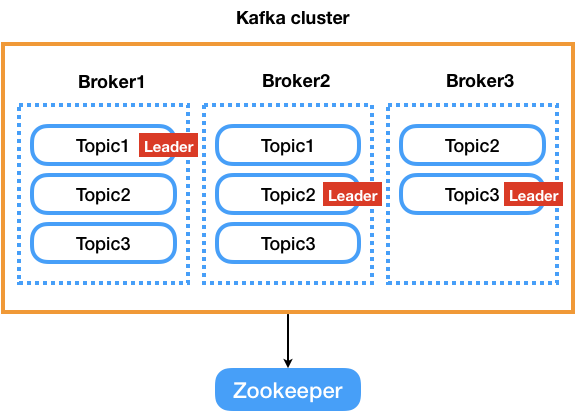 Kafka cluster
Broker1
Topic1
Leader
Topic2
Topic3
Broker2
Topic1
Topic2
Leader
Topic3
Broker3
Topic2
Topic3
Leader
Zookeeper